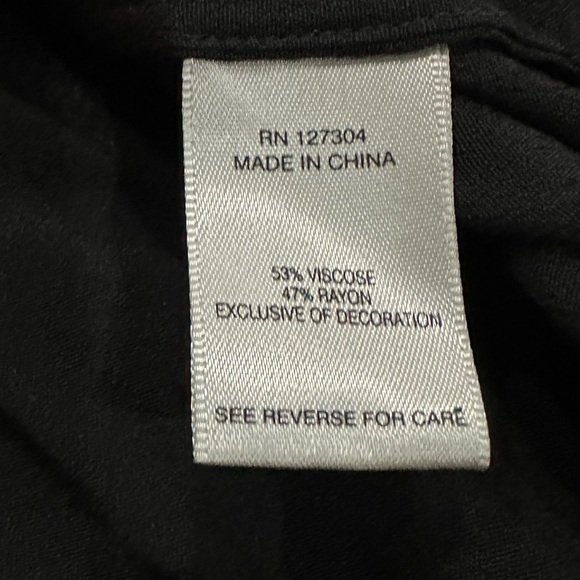 RN 127304
MADE IN CHINA
53% VISCOSE
47% RAYON
EXCLUSIVE OF DECORATION
SEE REVERSE FOR CARE